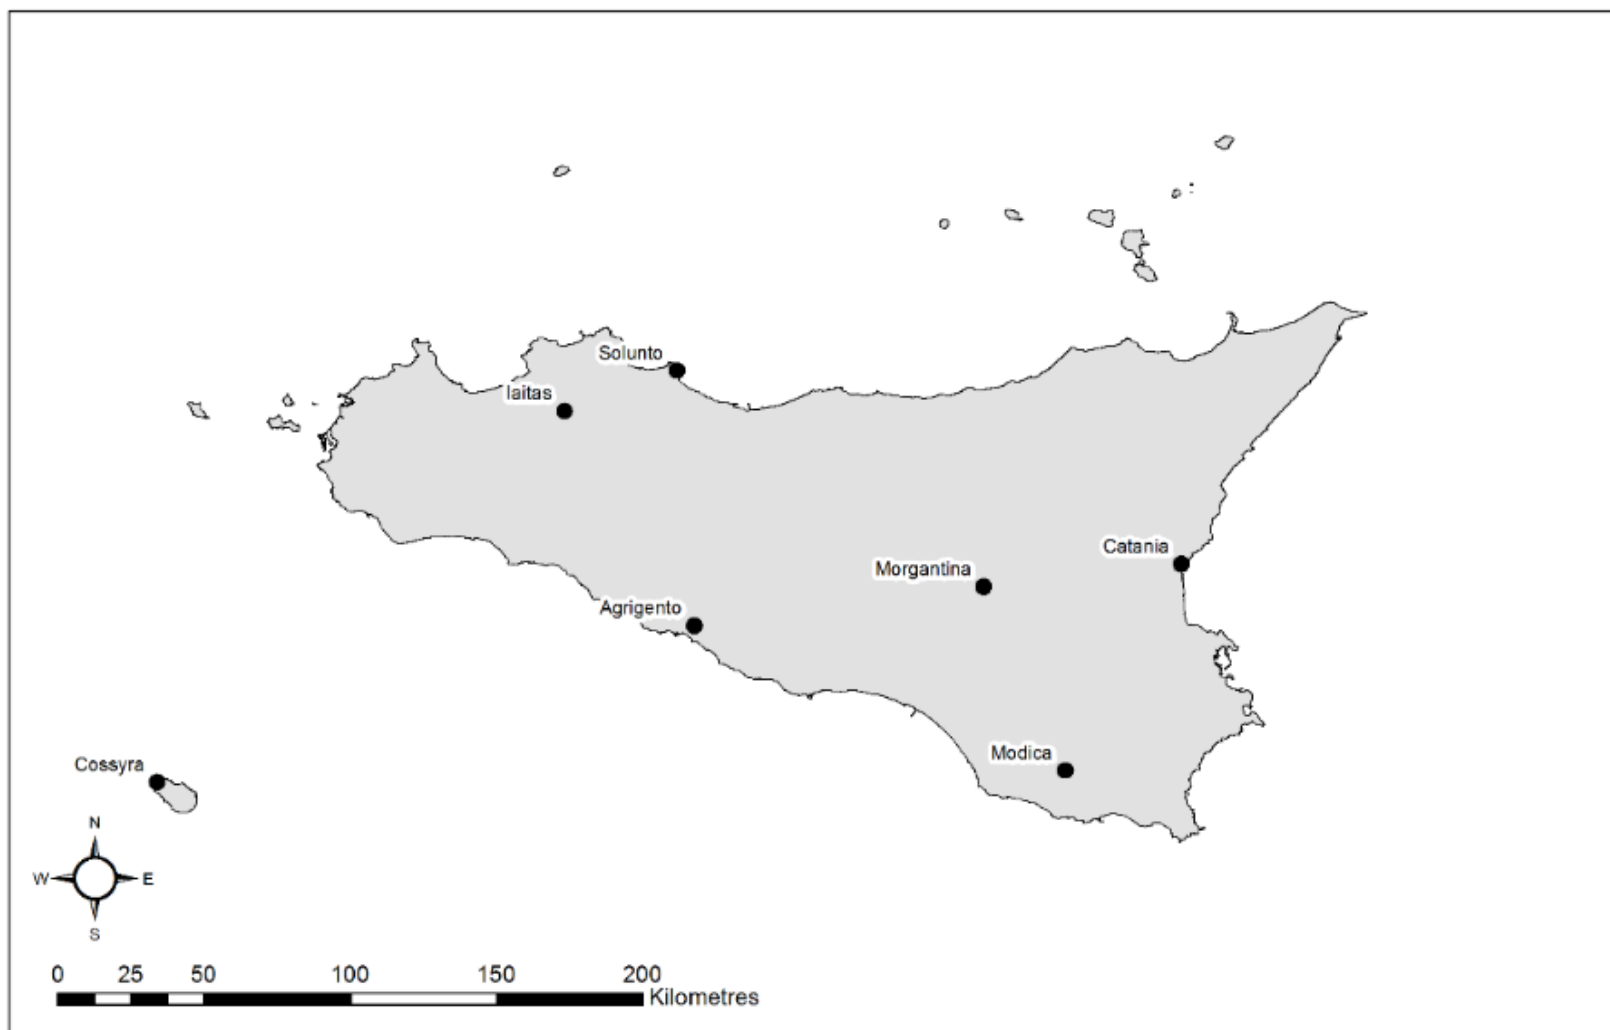 Solunto
Iaitas
Catania
Morgantina
Agrigento
Modica
Cossyra
N
W E
S
0 25 50 100 150 200
Kilometres